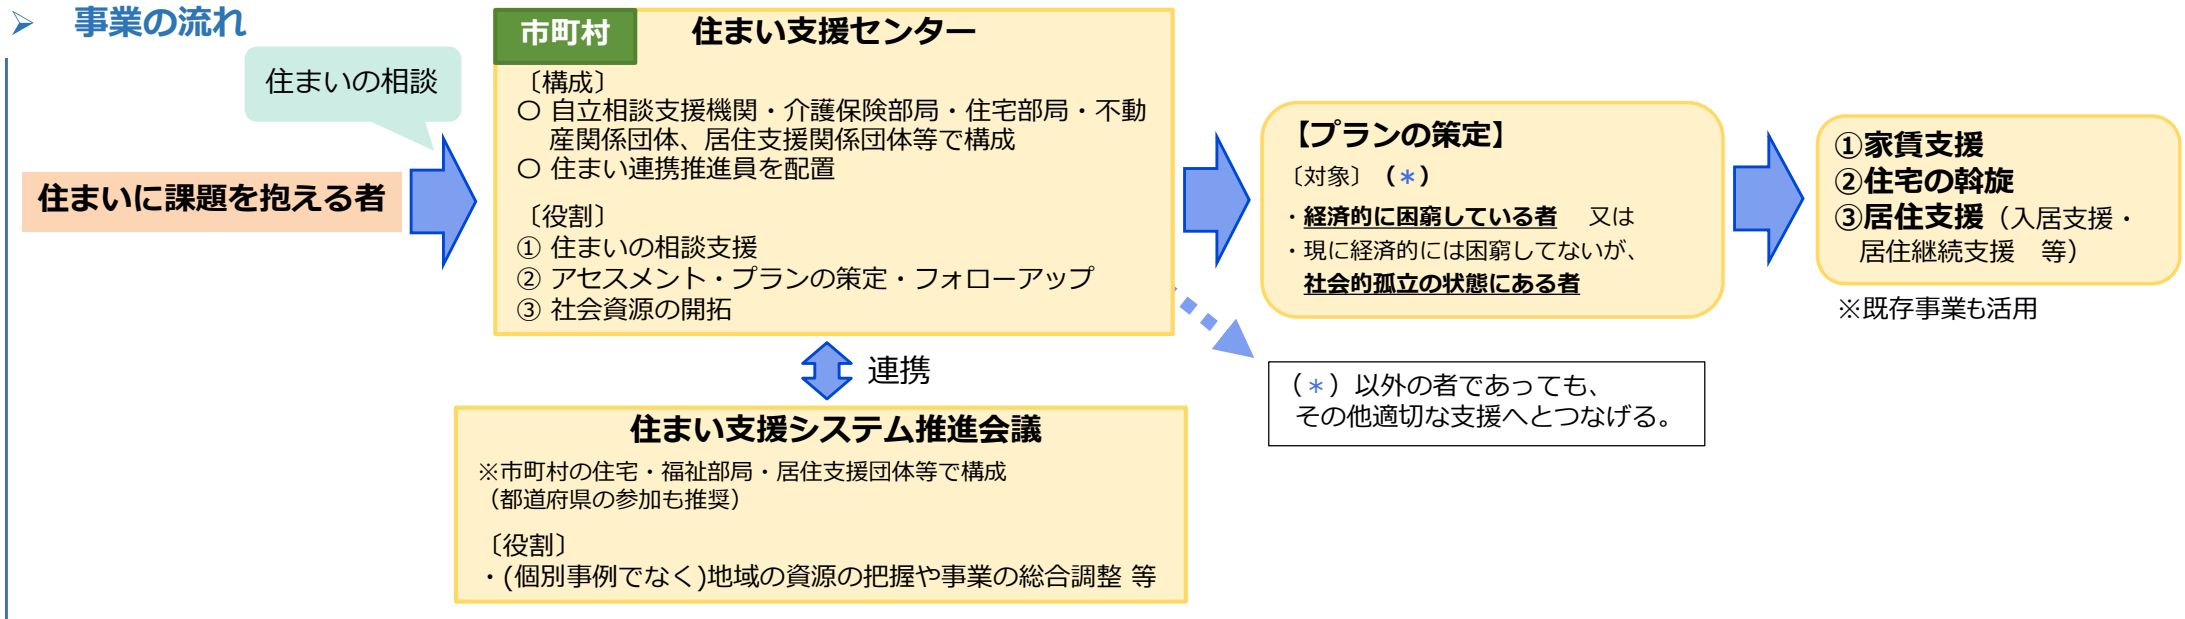 ➢ 事業の流れ
住まいの相談
住まいに課題を抱える者
市町村 住まい支援センター
〔構成〕
〇 自立相談支援機関・介護保険部局・住宅部局・不動
産関係団体、居住支援関係団体等で構成
〇 住まい連携推進員を配置
〔役割〕
① 住まいの相談支援
② アセスメント・プランの策定・フォローアップ
③ 社会資源の開拓
連携
住まい支援システム推進会議
※市町村の住宅・福祉部局・居住支援団体等で構成
（都道府県の参加も推奨）
〔役割〕
・(個別事例でなく)地域の資源の把握や事業の総合調整 等
【プランの策定】
〔対象〕（＊）
・経済的に困窮している者 又は
・現に経済的には困窮してないが、
社会的孤立の状態にある者
（＊）以外の者であっても、
その他適切な支援へとつなげる。
①家賃支援
②住宅の斡旋
③居住支援（入居支援・
居住継続支援 等）
※既存事業も活用